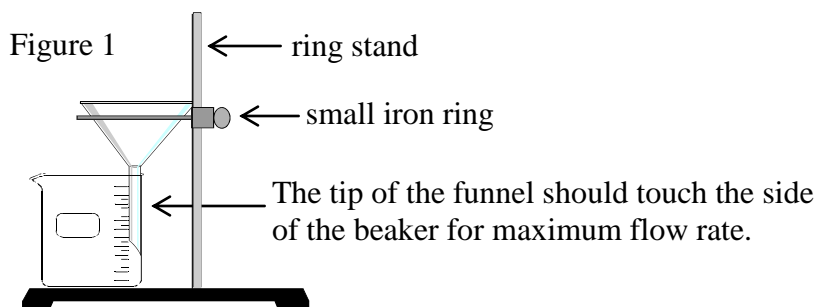 Figure 1
ring stand
small iron ring
The tip of the funnel should touch the side
of the beaker for maximum flow rate.